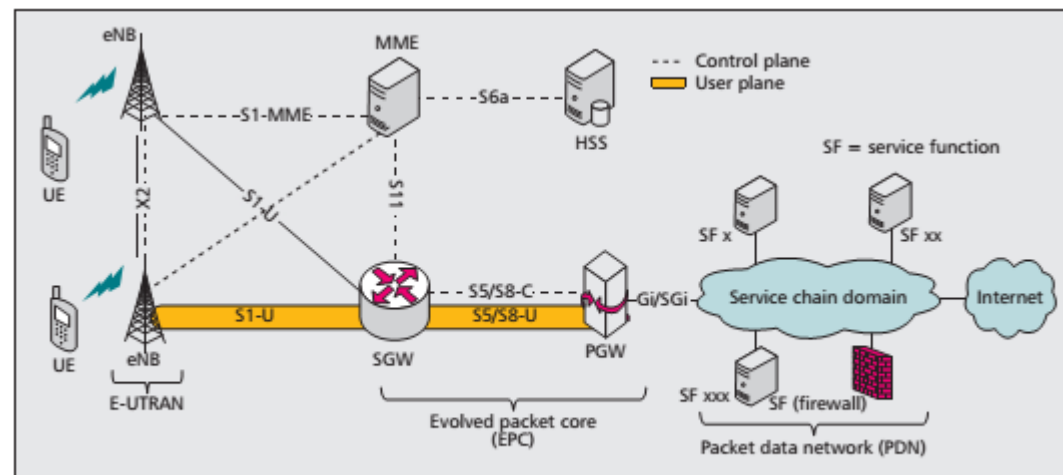 eNB
MME
Control plane
User plane
S1-MME
S6a
HSS
SF = service function
UE
X2
S1-U
S11
SF x
SF xx
S5/S8-C
Gi/SGi
Service chain domain
Internet
S1-U
S5/S8-U
UE
eNB
SGW
PGW
SF xxx
SF (firewall)
E-UTRAN
Evolved packet core
(EPC)
Packet data network (PDN)